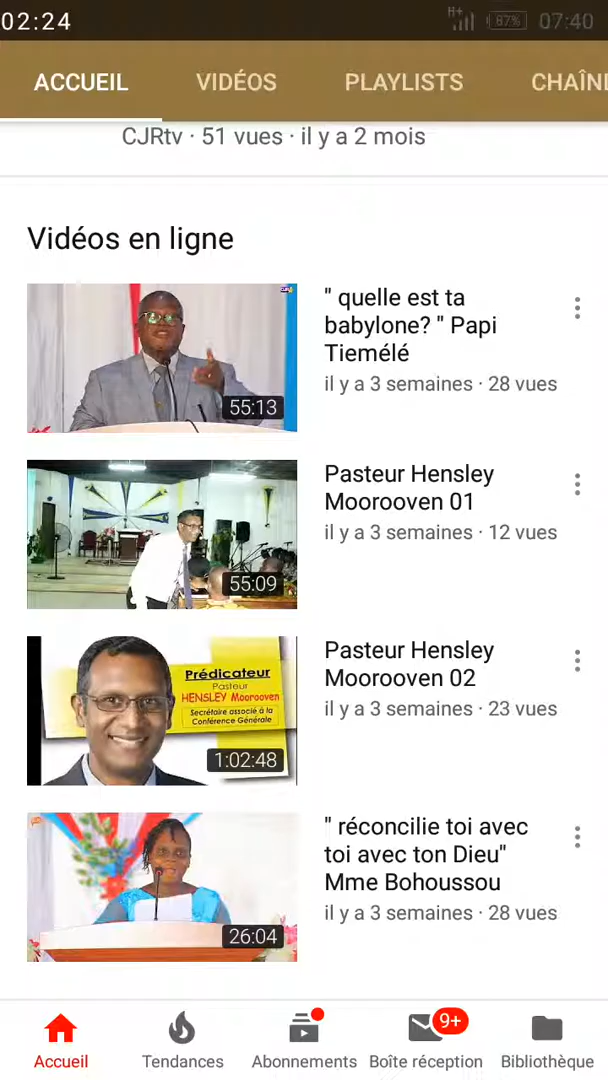 02:24
H+
87%
07:40
ACCUEIL
VIDÉOS
PLAYLISTS
CHAÎN
CJRtv · 51 vues · il y a 2 mois
Vidéos en ligne
" quelle est ta
babylone? " Papi
Tiemélé
il y a 3 semaines · 28 vues
55:13
Pasteur Hensley
Moorooven 01
il y a 3 semaines · 12 vues
55:09
Prédicateur
Pasteur
HENSLEY Moorooven
Secrétaire associé à la
Conférence Générale
1:02:48
Pasteur Hensley
Moorooven 02
il y a 3 semaines · 23 vues
" réconcilie toi avec
toi avec ton Dieu"
Mme Bohoussou
il y a 3 semaines · 28 vues
26:04
9+
Accueil
Tendances
Abonnements
Boîte réception
Bibliothèque